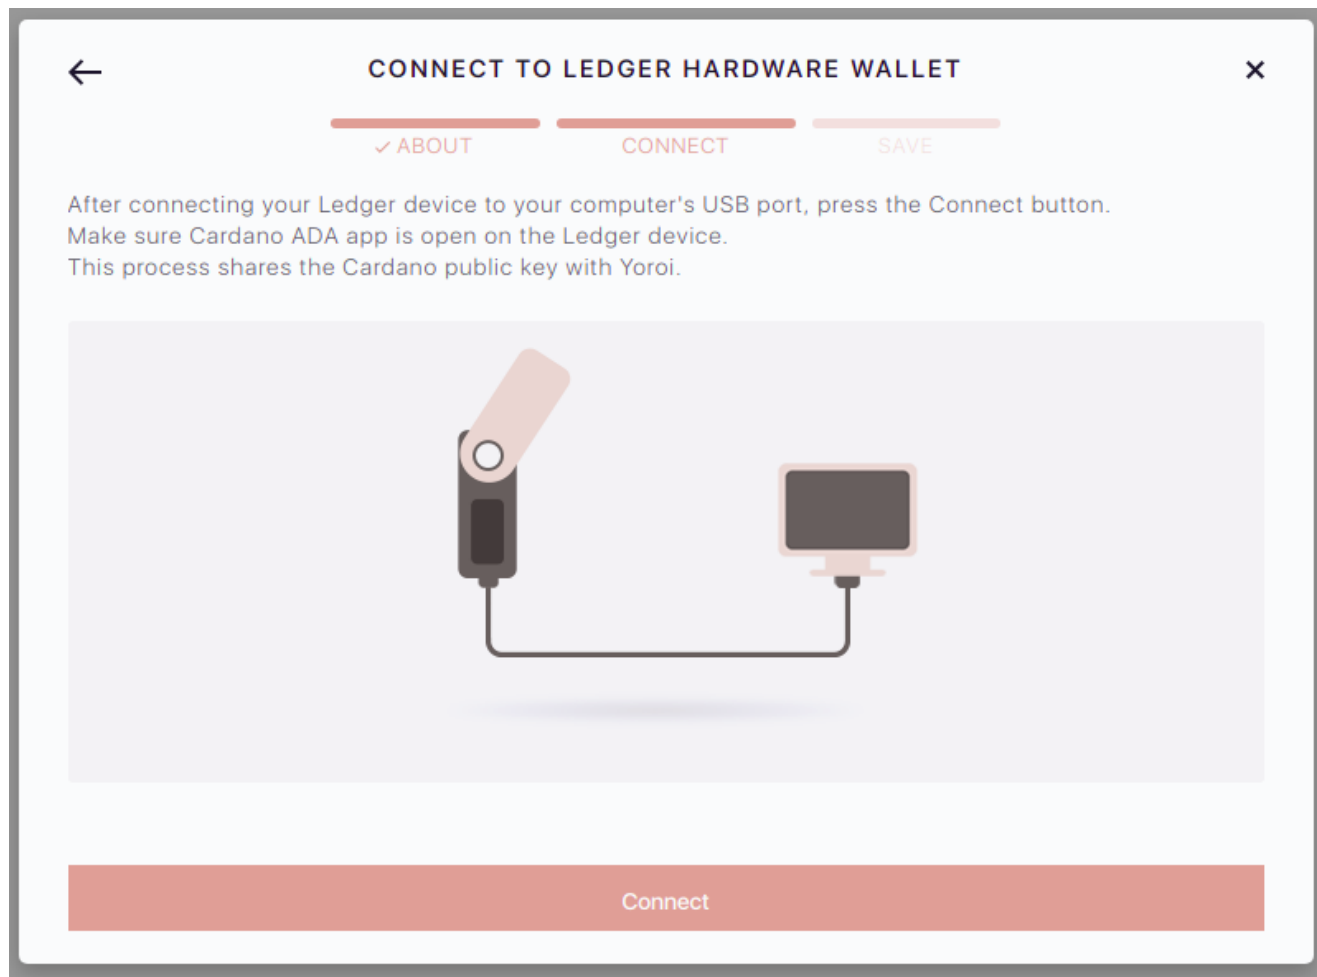 CONNECT TO LEDGER HARDWARE WALLET
ABOUT
CONNECT
SAVE
After connecting your Ledger device to your computer's USB port, press the Connect button.
Make sure Cardano ADA app is open on the Ledger device.
This process shares the Cardano public key with Yoroi.
Connect